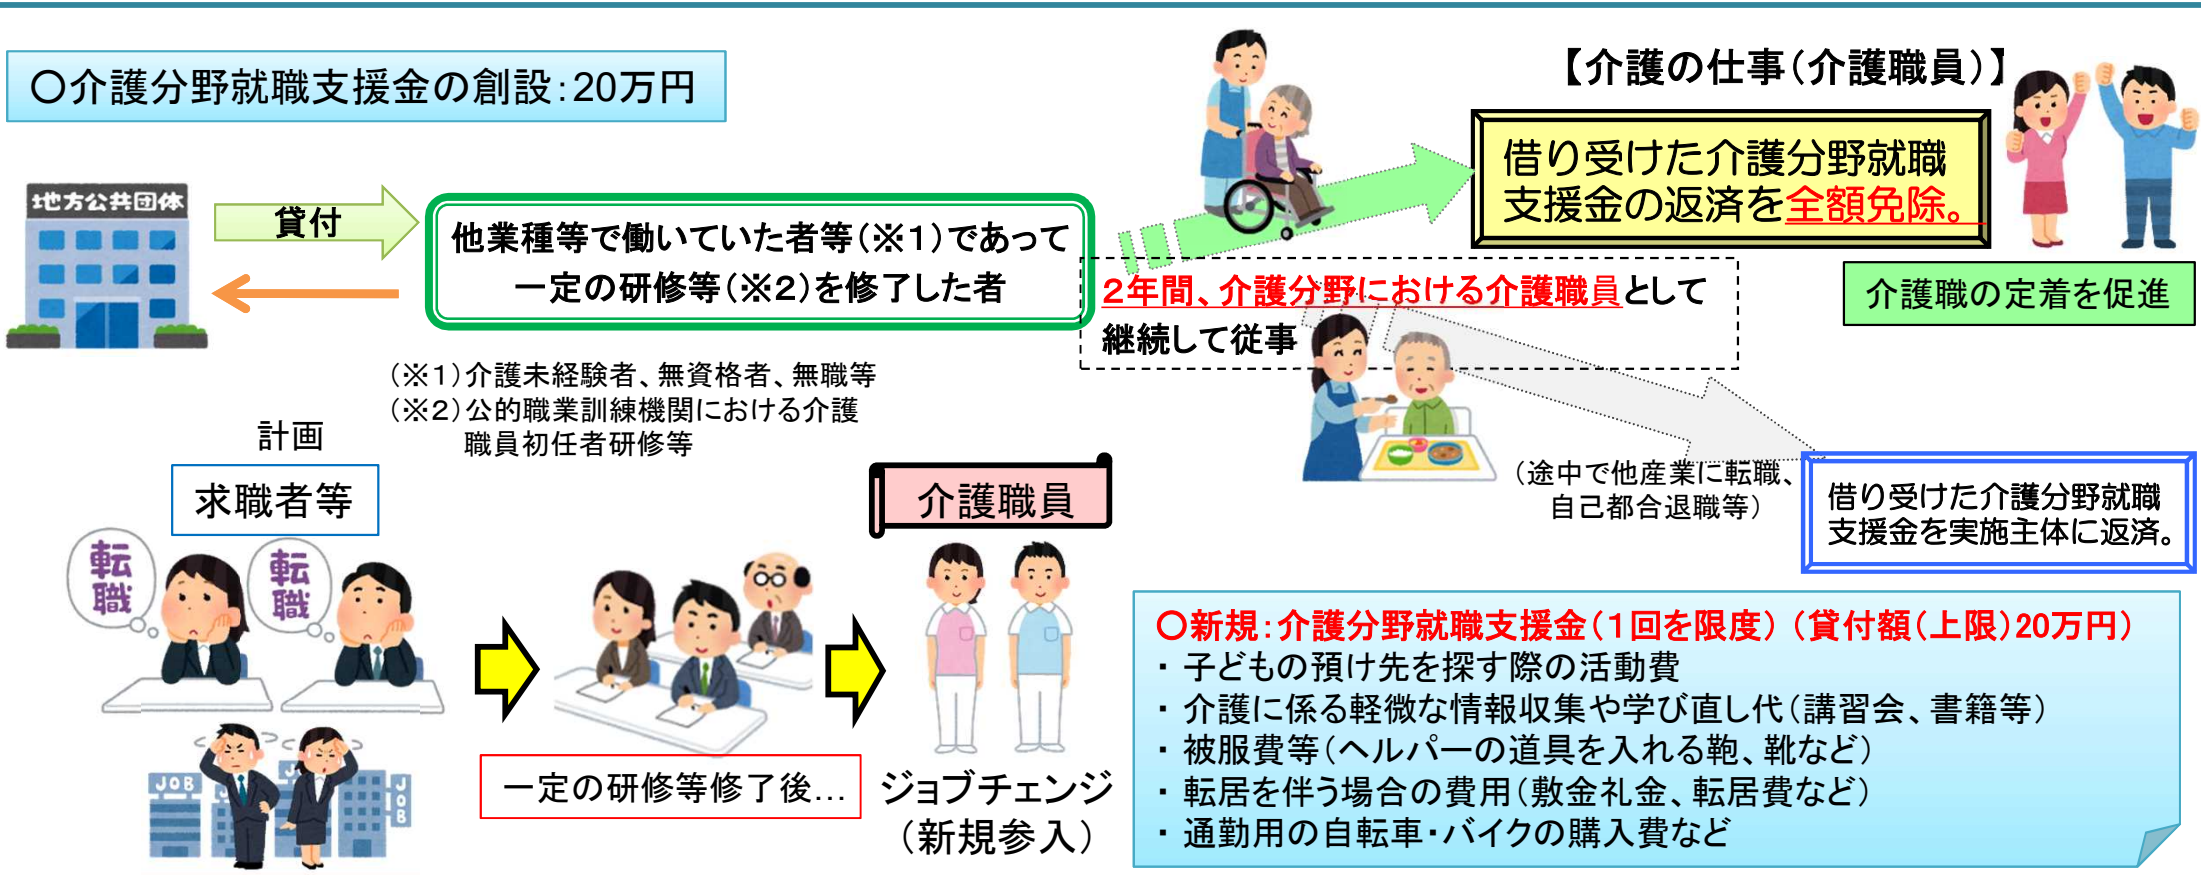 〇介護分野就職支援金の創設：20万円
【介護の仕事（介護職員）】
借り受けた介護分野就職
支援金の返済を全額免除。
介護職の定着を促進
地方公共団体
貸付
他業種等で働いていた者等（※１）であって
一定の研修等（※２）を修了した者
２年間、介護分野における介護職員として
継続して従事
（※１）介護未経験者、無資格者、無職等
（※２）公的職業訓練機関における介護
職員初任者研修等
（途中で他産業に転職、
自己都合退職等）
借り受けた介護分野就職
支援金を実施主体に返済。
計画
求職者等
転職
転職
JOB
JOB
JOB
一定の研修等修了後…
介護職員
ジョブチェンジ
（新規参入）
〇新規：介護分野就職支援金（１回を限度）（貸付額（上限）20万円）
・ 子どもの預け先を探す際の活動費
・ 介護に係る軽微な情報収集や学び直し代（講習会、書籍等）
・ 被服費等（ヘルパーの道具を入れる鞄、靴など）
・ 転居を伴う場合の費用（敷金礼金、転居費など）
・ 通勤用の自転車・バイクの購入費など